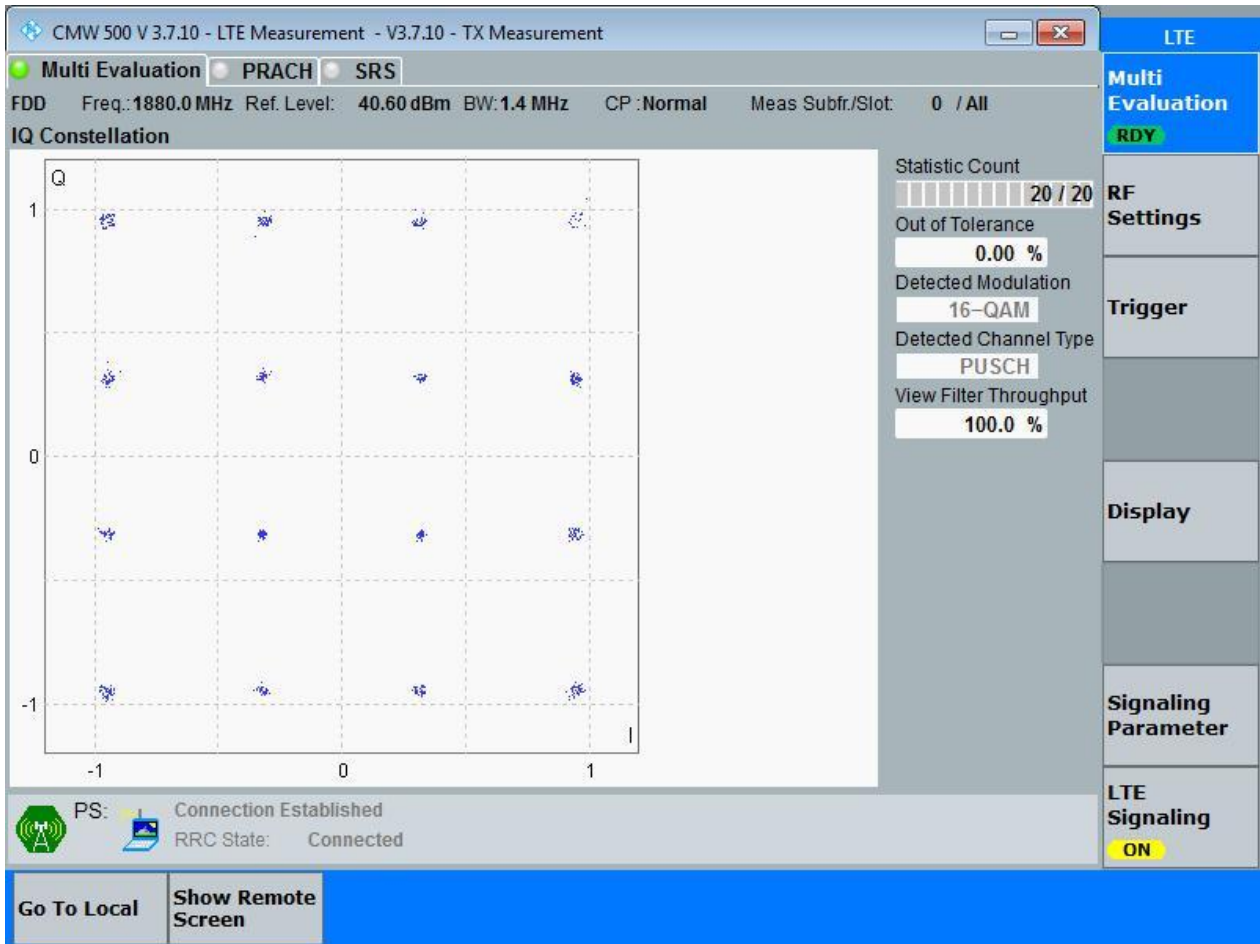 CMW 500 V 3.7.10 - LTE Measurement - V3.7.10 - TX Measurement
LTE
Multi Evaluation PRACH SRS
FDD Freq.: 1880.0 MHz Ref. Level: 40.60 dBm BW: 1.4 MHz CP : Normal Meas Subfr./Slot: 0 / All
IQ Constellation
Q
1
0
-1
-1 0 1
I
Statistic Count
20 / 20
Out of Tolerance
0.00 %
Detected Modulation
16-QAM
Detected Channel Type
PUSCH
View Filter Throughput
100.0 %
Multi
Evaluation
RDY
RF
Settings
Trigger
Display
Signaling
Parameter
LTE
Signaling
ON
PS: Connection Established
RRC State: Connected
Go To Local
Show Remote
Screen